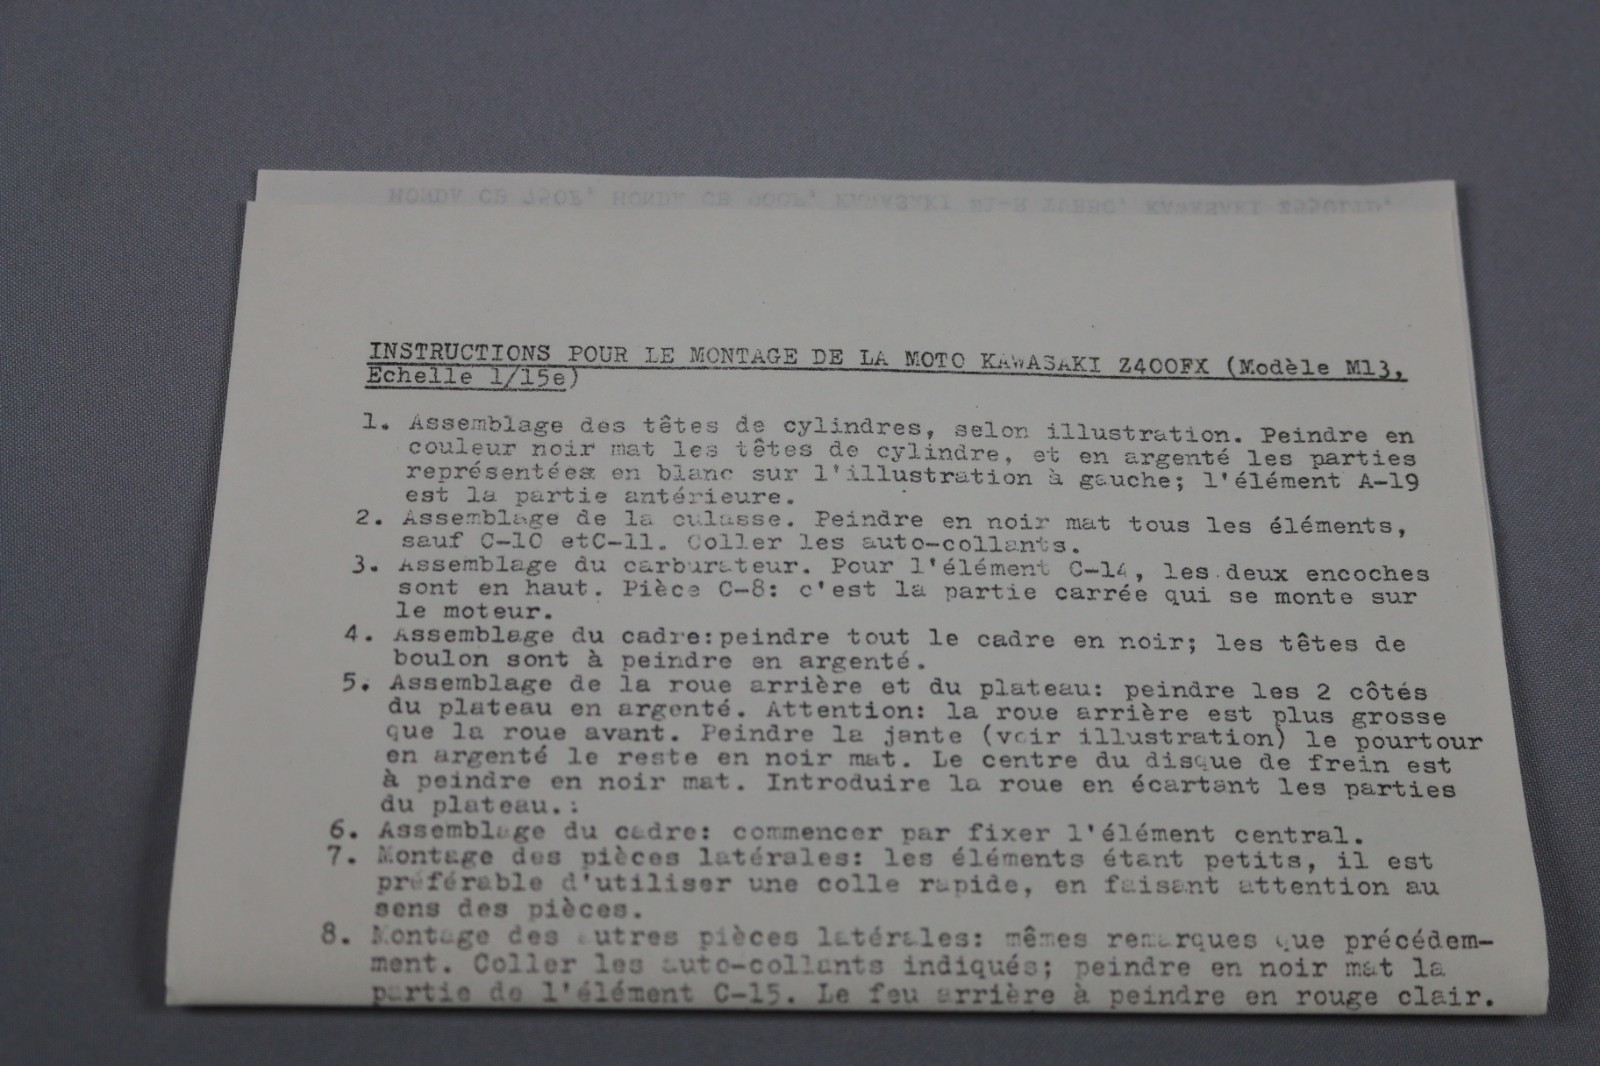 INSTRUCTIONS POUR LE MONTAGE DE LA MOTO KAWASAKI Z400FX (Modèle M13,
Echelle 1/15e)
1. Assemblage des têtes de cylindres, selon illustration. Peindre en
couleur noir mat les têtes de cylindre, et en argenté les parties
représentées en blanc sur l'illustration à gauche; l'élément A-19
est la partie antérieure.
2. Assemblage de la culasse. Peindre en noir mat tous les éléments,
sauf C-10 etC-11. Coller les auto-collants.
3. Assemblage du carburateur. Pour l'élément C-14, les deux encoches
sont en haut. Pièce C-8: c'est la partie carrée qui se monte sur
le moteur.
4. Assemblage du cadre:peindre tout le cadre en noir; les têtes de
boulon sont à peindre en argenté.
5. Assemblage de la roue arrière et du plateau: peindre les 2 côtés
du plateau en argenté. Attention: la roue arrière est plus grosse
que la roue avant. Peindre la jante (voir illustration) le pourtour
en argenté le reste en noir mat. Le centre du disque de frein est
à peindre en noir mat. Introduire la roue en écartant les parties
du plateau.:
6. Assemblage du cadre: commencer par fixer l'élément central.
7. Montage des pièces latérales: les éléments étant petits, il est
préférable d'utiliser une colle rapide, en faisant attention au
sens des pièces.
8. Montage des autres pièces latérales: mêmes remarques que précédem-
ment. Coller les auto-collants indiqués; peindre en noir mat la
partie de l'élément C-15. Le feu arrière à peindre en rouge clair.